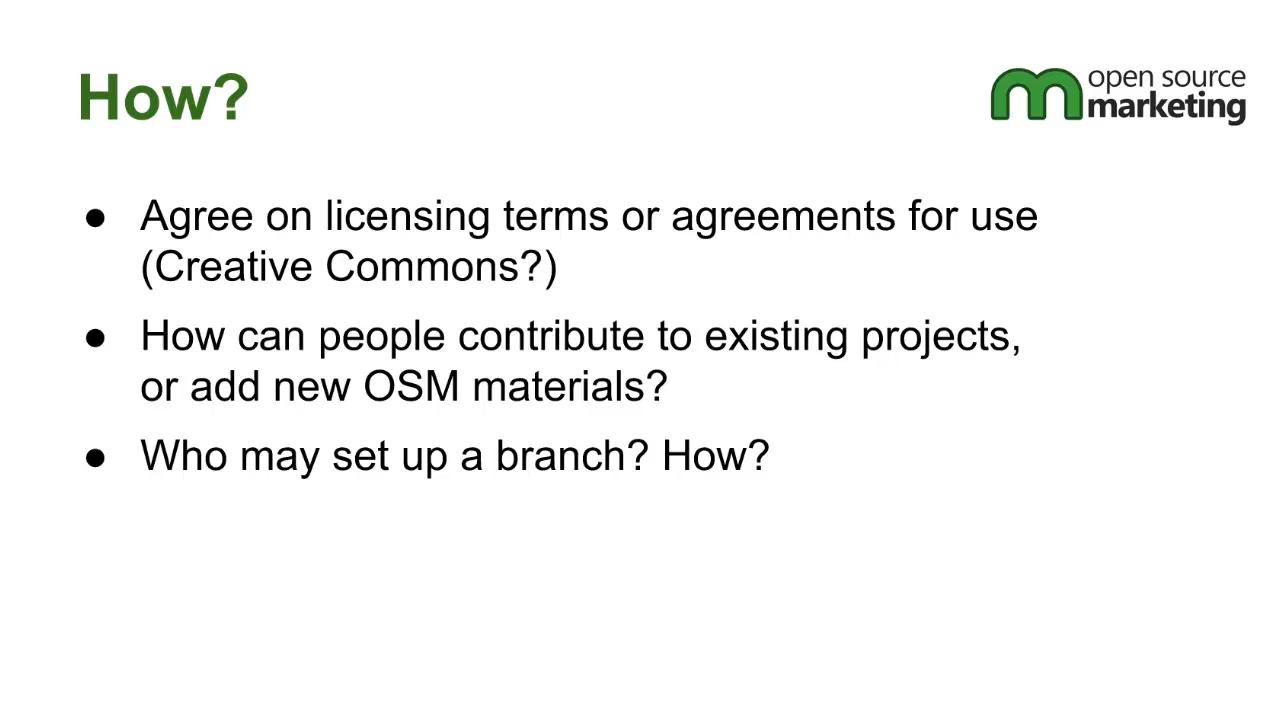 How?
open source
marketing
● Agree on licensing terms or agreements for use
(Creative Commons?)
● How can people contribute to existing projects,
or add new OSM materials?
● Who may set up a branch? How?